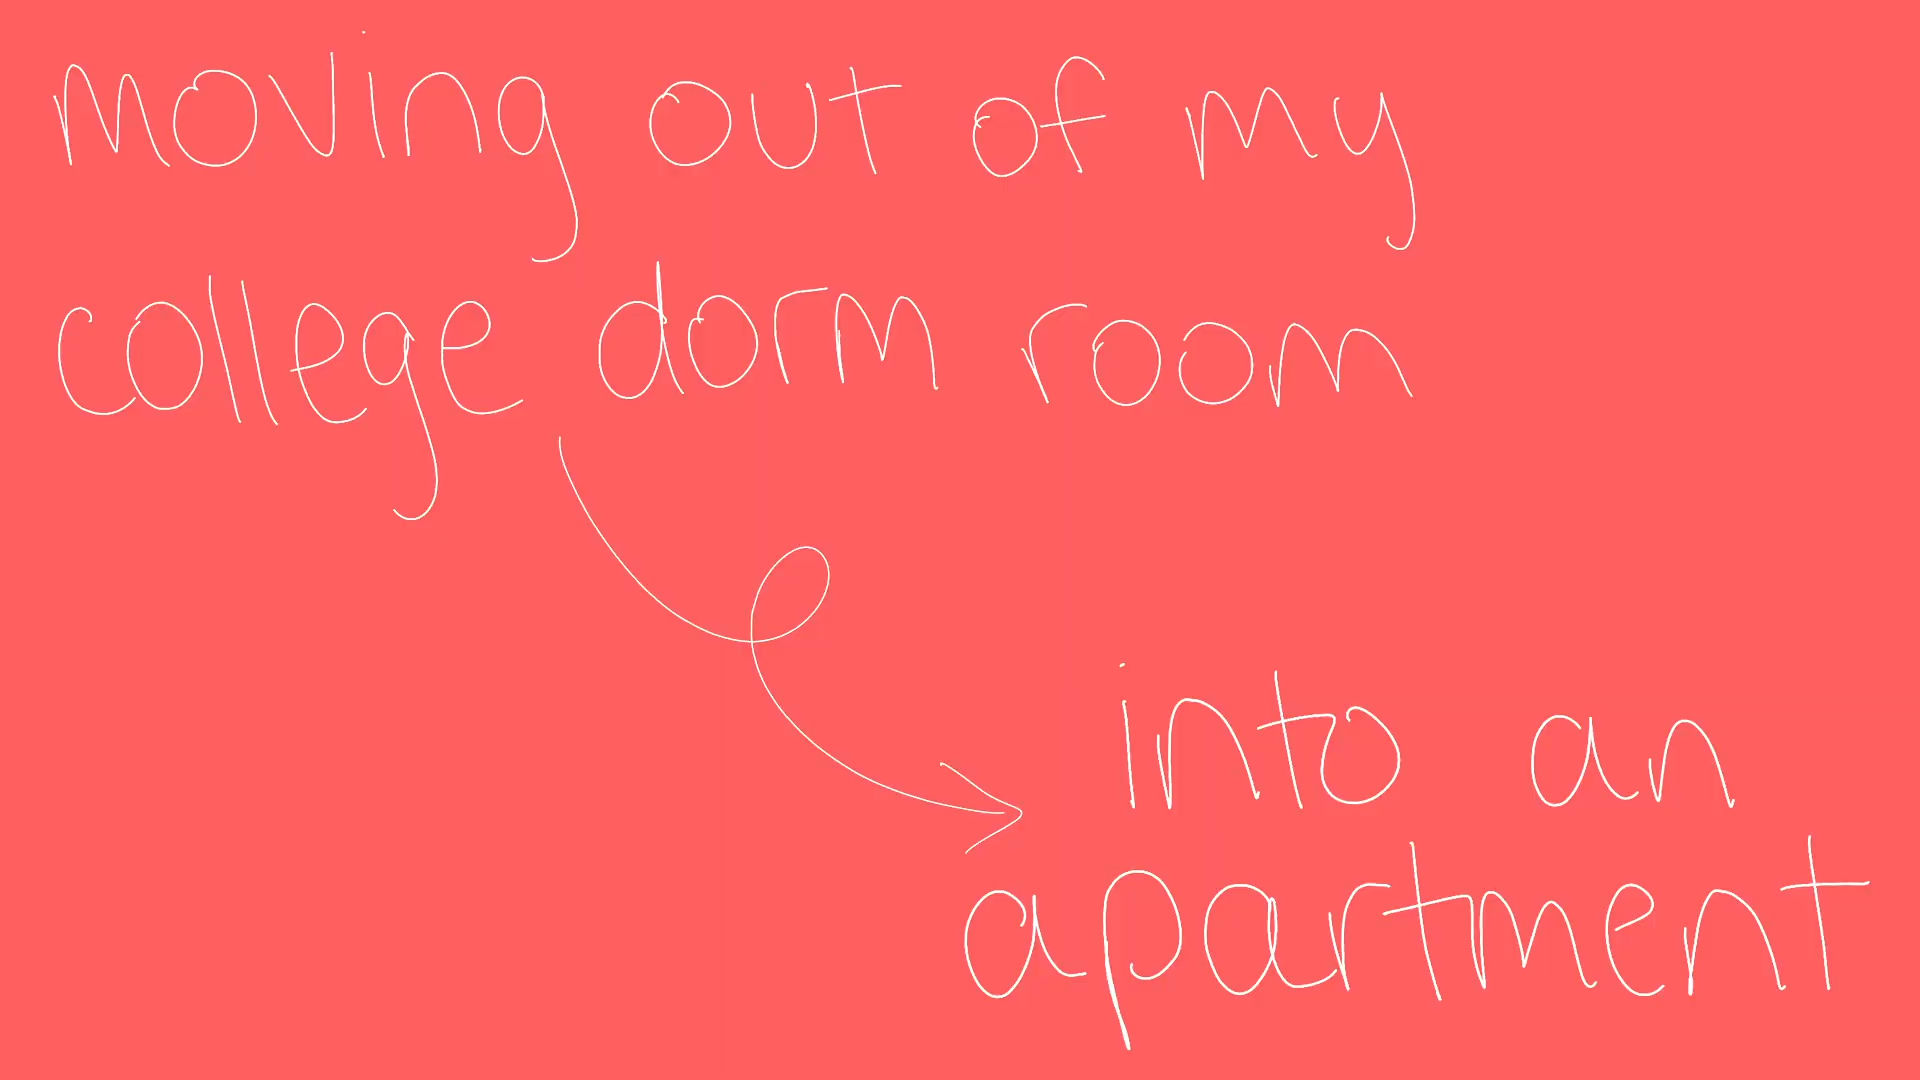 moving out of my
college dorm room
into an
apartment